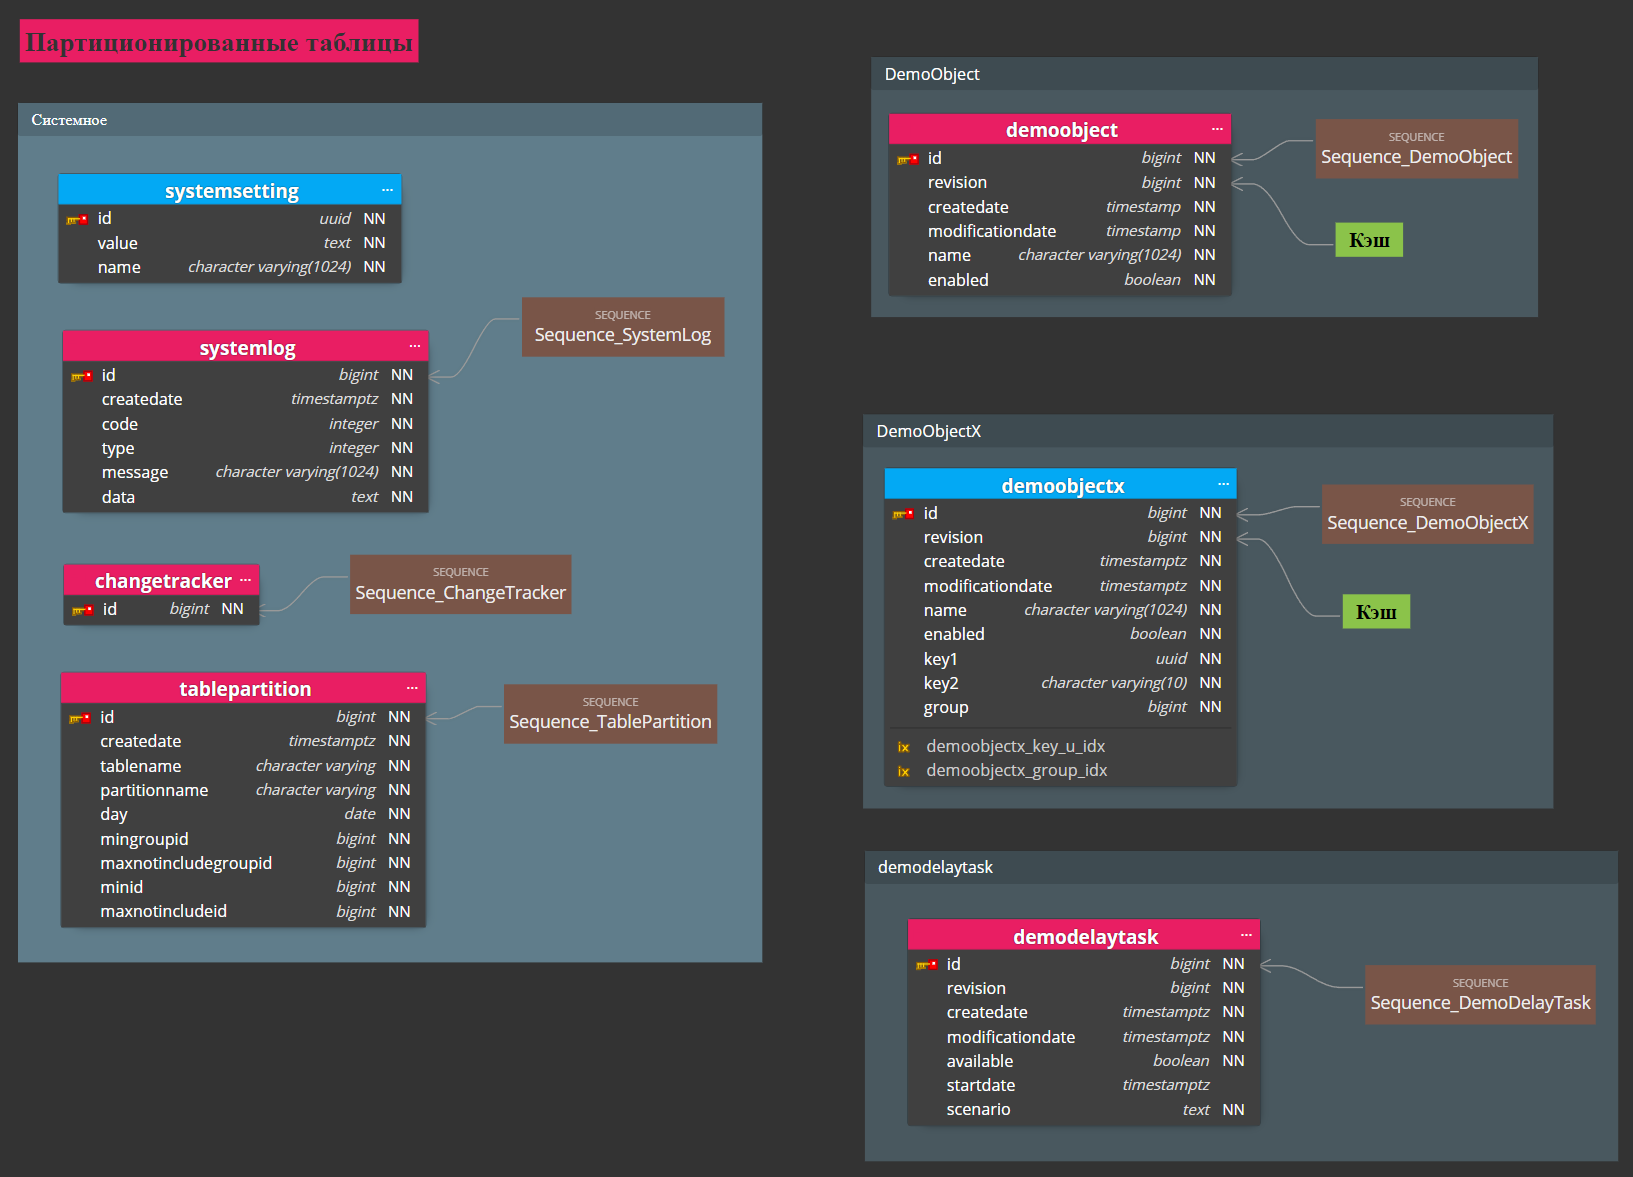 Партиционированные таблицы
Системное
systemsetting ...
id uuid NN
value text NN
name character varying(1024) NN
SEQUENCE
Sequence_SystemLog
systemlog ...
id bigint NN
createdate timestamptz NN
code integer NN
type integer NN
message character varying(1024) NN
data text NN
SEQUENCE
Sequence_ChangeTracker
changetracker ...
id bigint NN
SEQUENCE
Sequence_TablePartition
tablepartition ...
id bigint NN
createdate timestamptz NN
tablename character varying NN
partitionname character varying NN
day date NN
mingroupid bigint NN
maxnotincludegroupid bigint NN
minid bigint NN
maxnotincludeid bigint NN
DemoObject
demoobject ...
id bigint NN
revision bigint NN
createdate timestamp NN
modificationdate timestamp NN
name character varying(1024) NN
enabled boolean NN
SEQUENCE
Sequence_DemoObject
Кэш
DemoObjectX
demoobjectx ...
id bigint NN
revision bigint NN
createdate timestamptz NN
modificationdate timestamptz NN
name character varying(1024) NN
enabled boolean NN
key1 uuid NN
key2 character varying(10) NN
group bigint NN
ix demoobjectx_key_u_idx
ix demoobjectx_group_idx
SEQUENCE
Sequence_DemoObjectX
Кэш
demodelaytask
demodelaytask ...
id bigint NN
revision bigint NN
createdate timestamptz NN
modificationdate timestamptz NN
available boolean NN
startdate timestamptz
scenario text NN
SEQUENCE
Sequence_DemoDelayTask